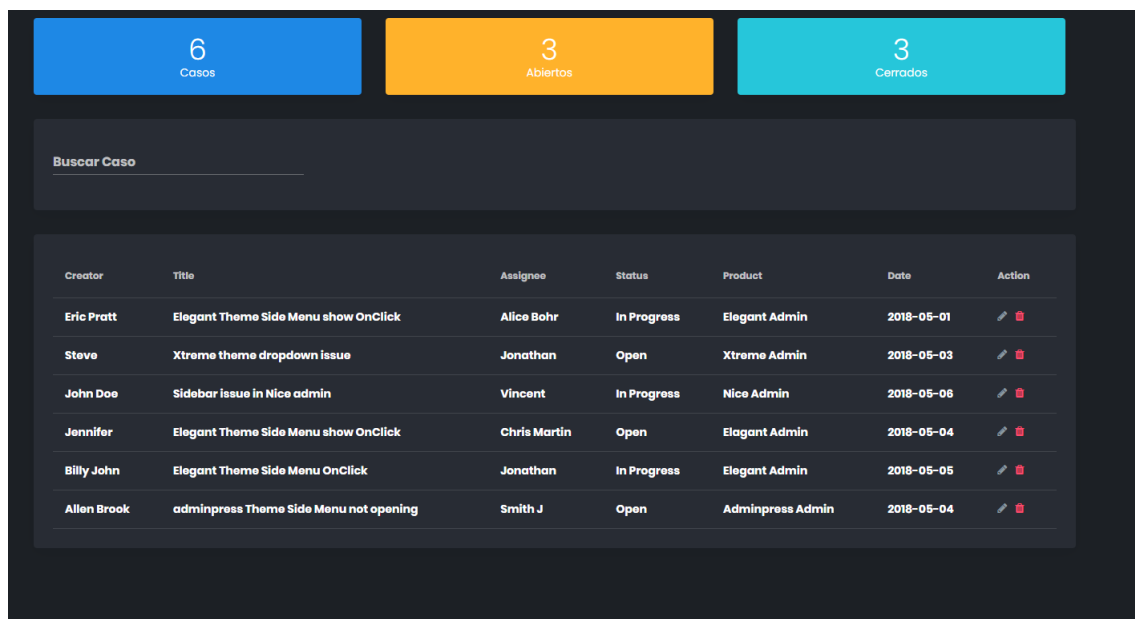 6
Casos
3
Abiertos
3
Cerrados
Buscar Caso
Creator Title Assignee Status Product Date Action
Eric Pratt Elegant Theme Side Menu show OnClick Alice Bohr In Progress Elegant Admin 2018-05-01
Steve Xtreme theme dropdown issue Jonathan Open Xtreme Admin 2018-05-03
John Doe Sidebar issue in Nice admin Vincent In Progress Nice Admin 2018-05-06
Jennifer Elegant Theme Side Menu show OnClick Chris Martin Open Elagant Admin 2018-05-04
Billy John Elegant Theme Side Menu OnClick Jonathan In Progress Elegant Admin 2018-05-05
Allen Brook adminpress Theme Side Menu not opening Smith J Open Adminpress Admin 2018-05-04